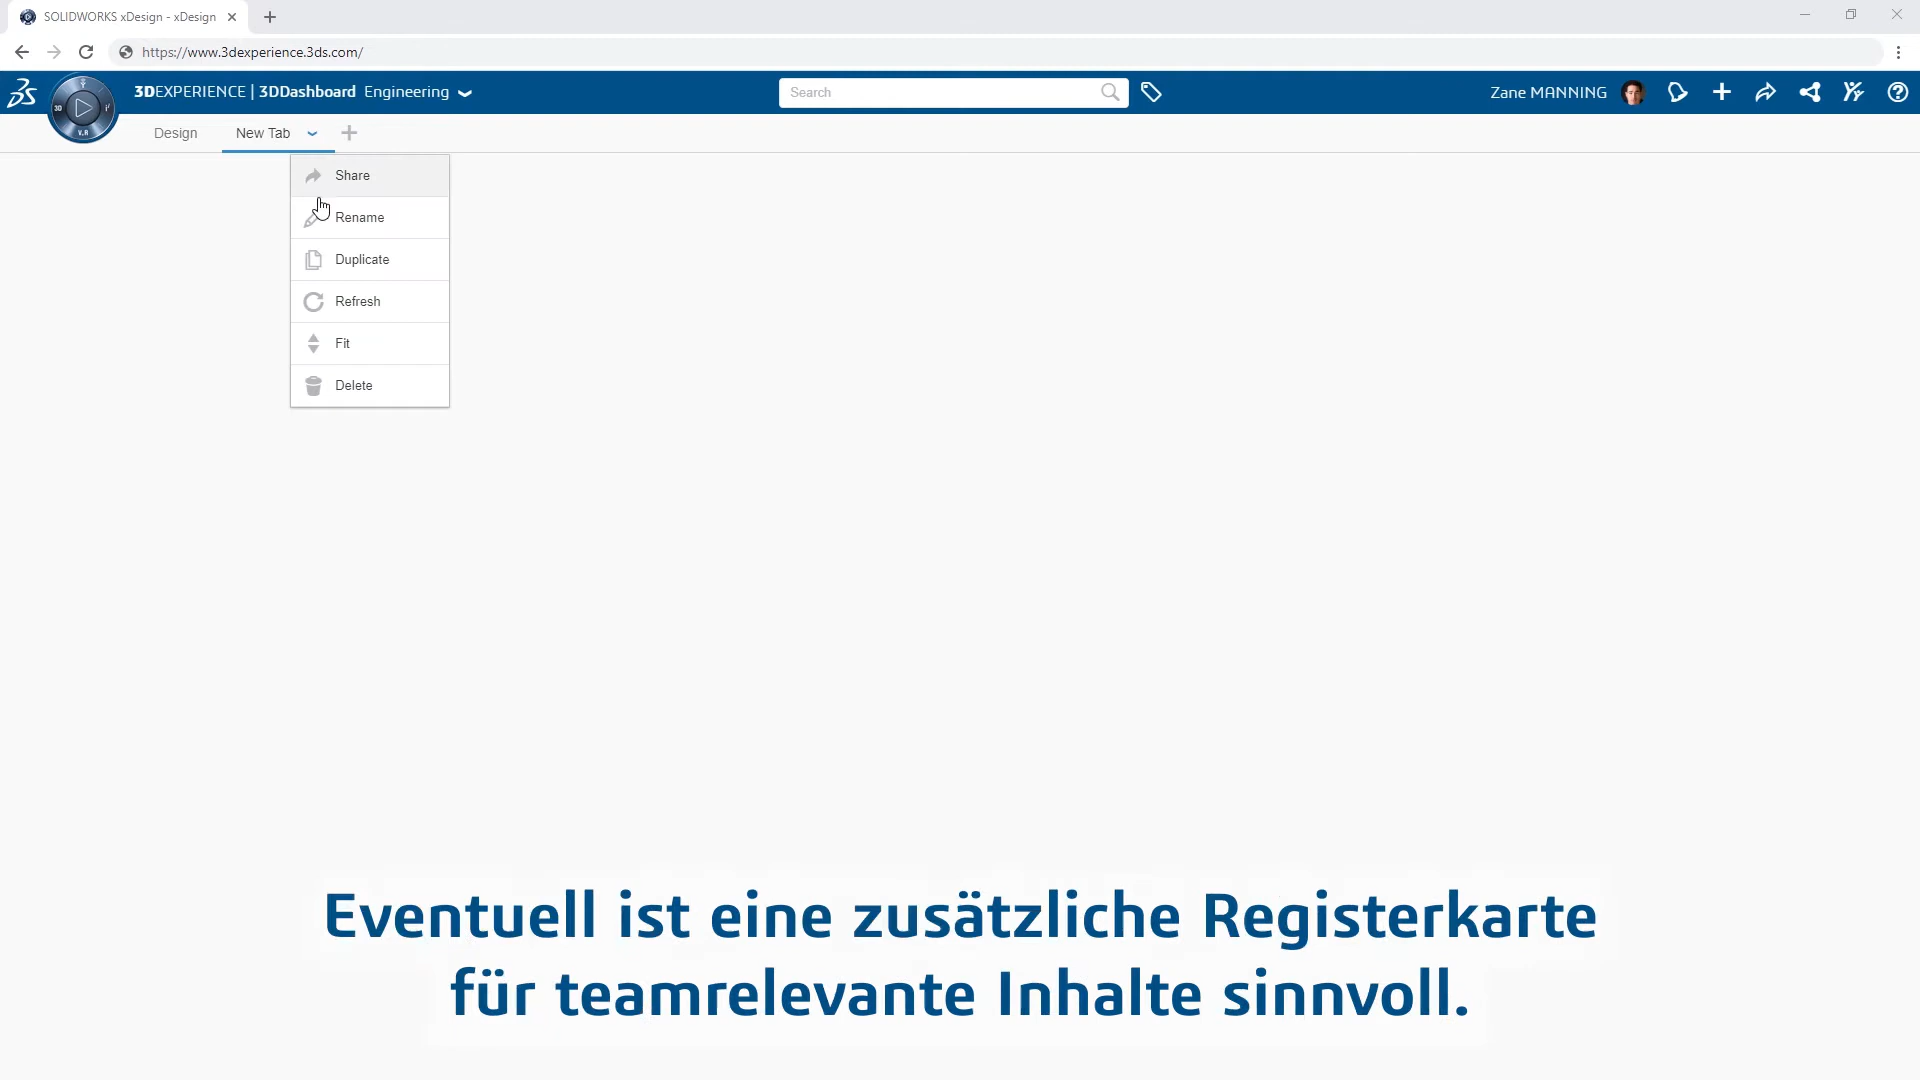 SOLIDWORKS xDesign - xDesign
https://www.3dexperience.3ds.com/
3DEXPERIENCE | 3DDashboard Engineering
Search
Zane MANNING
3D
V.R
Design
New Tab
Share
Rename
Duplicate
Refresh
Fit
Delete
Eventuell ist eine zusätzliche Registerkarte
für teamrelevante Inhalte sinnvoll.